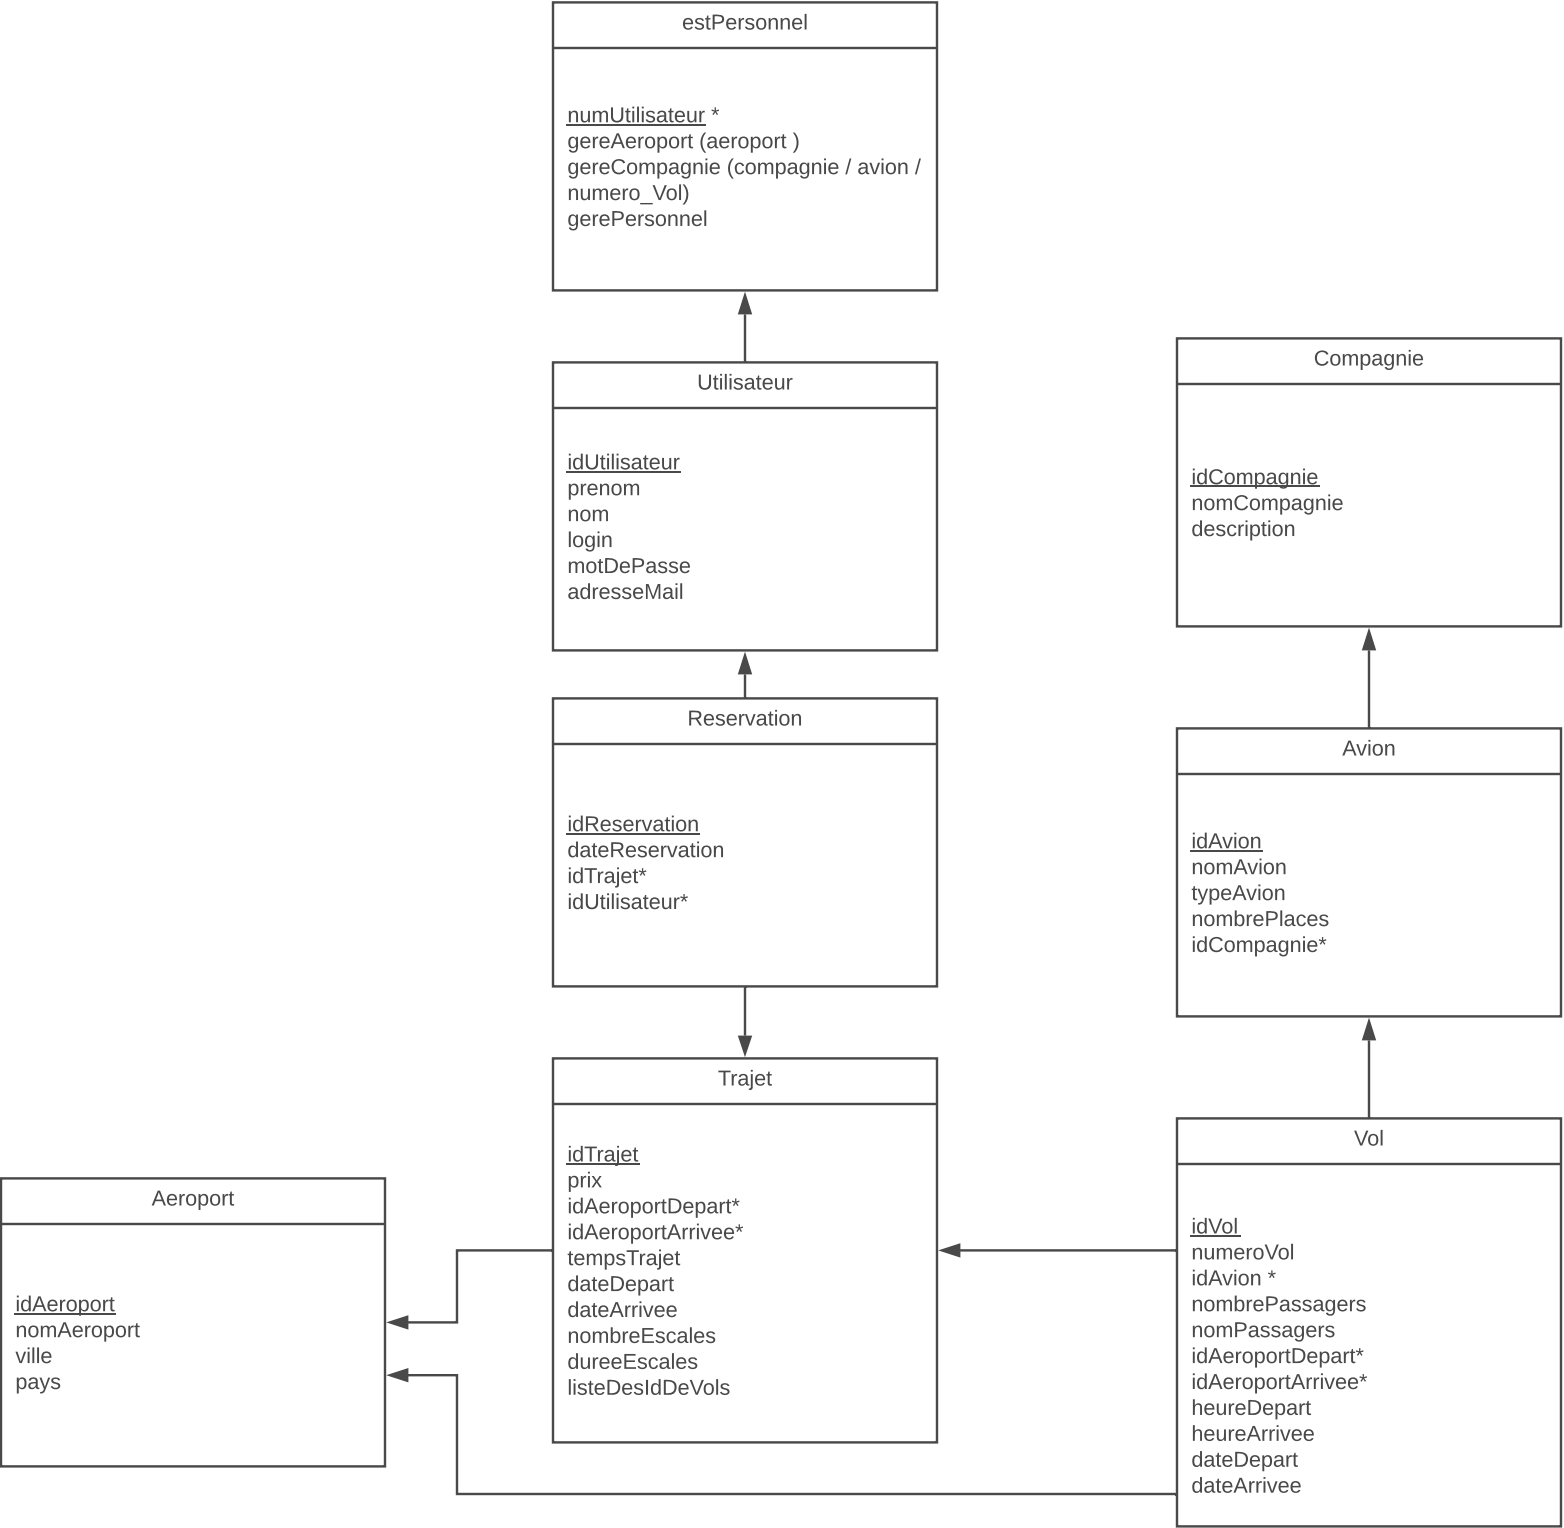 estPersonnel
numUtilisateur *
gereAeroport (aeroport )
gereCompagnie (compagnie / avion /
numero_Vol)
gerePersonnel
Utilisateur
idUtilisateur
prenom
nom
login
motDePasse
adresseMail
Compagnie
idCompagnie
nomCompagnie
description
Reservation
idReservation
dateReservation
idTrajet*
idUtilisateur*
Avion
idAvion
nomAvion
typeAvion
nombrePlaces
idCompagnie*
Trajet
idTrajet
prix
idAeroportDepart*
idAeroportArrivee*
tempsTrajet
dateDepart
dateArrivee
nombreEscales
dureeEscales
listeDesIdDeVols
Vol
idVol
numeroVol
idAvion *
nombrePassagers
nomPassagers
idAeroportDepart*
idAeroportArrivee*
heureDepart
heureArrivee
dateDepart
dateArrivee
Aeroport
idAeroport
nomAeroport
ville
pays